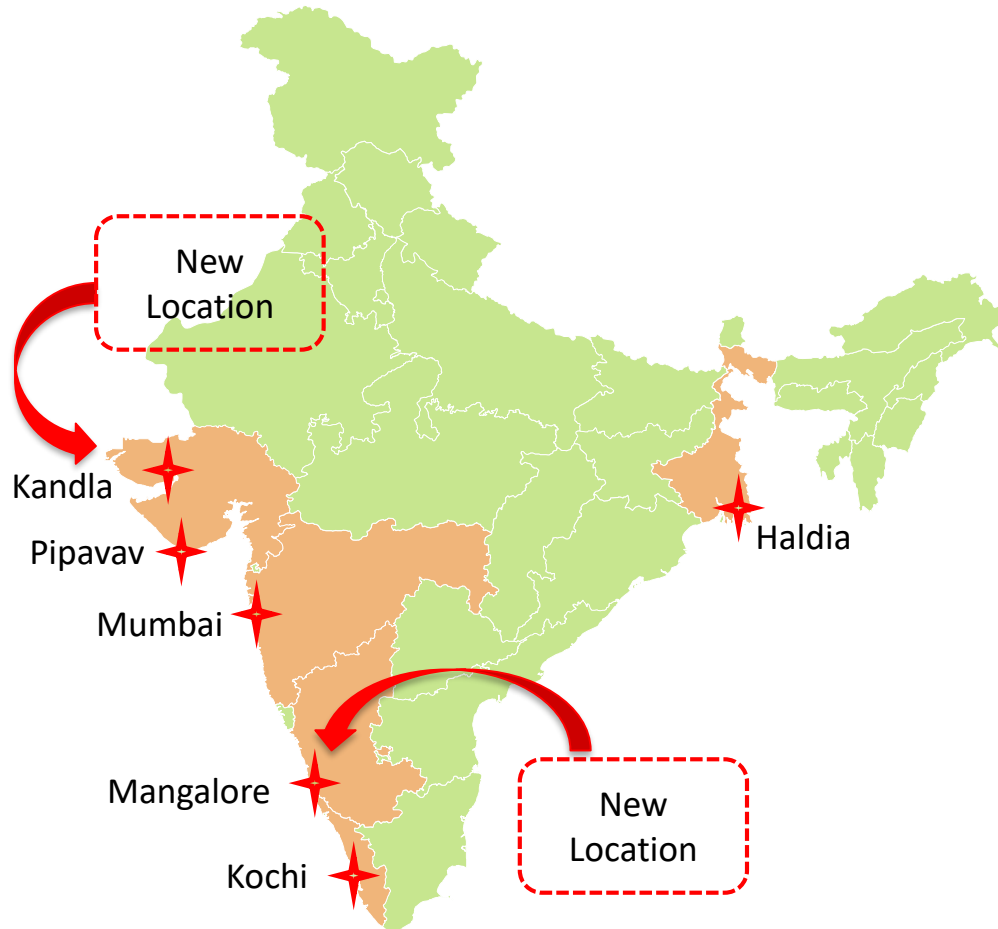 New
Location
Kandla
Pipavav
Haldia
Mumbai
Mangalore
New
Location
Kochi